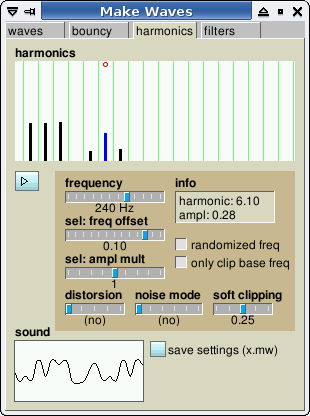 Make Waves
waves bouncy harmonics filters
harmonics
frequency
240 Hz
sel: freq offset
0.10
sel: ampl mult
1
info
harmonic: 6.10
ampl: 0.28
randomized freq
only clip base freq
distorsion noise mode soft clipping
(no) (no) 0.25
sound
save settings (x.mw)